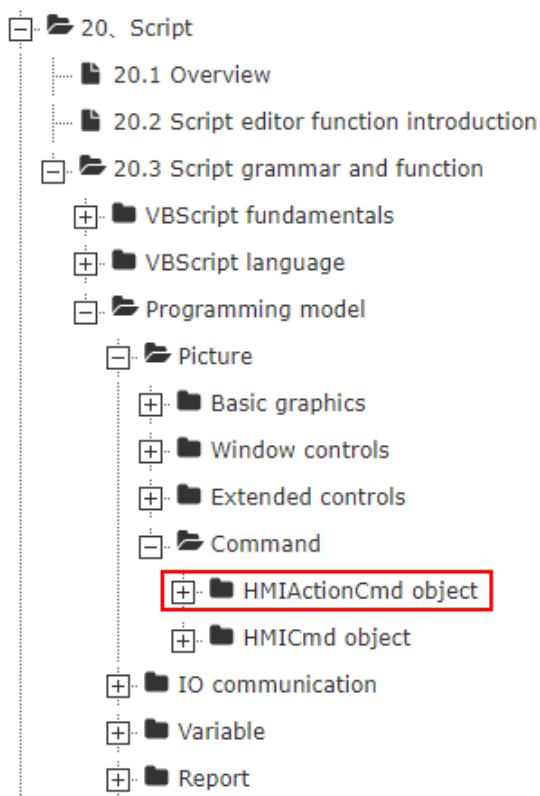 20、Script
20.1 Overview
20.2 Script editor function introduction
20.3 Script grammar and function
VBScript fundamentals
VBScript language
Programming model
Picture
Basic graphics
Window controls
Extended controls
Command
HMIActionCmd object
HMICmd object
IO communication
Variable
Report